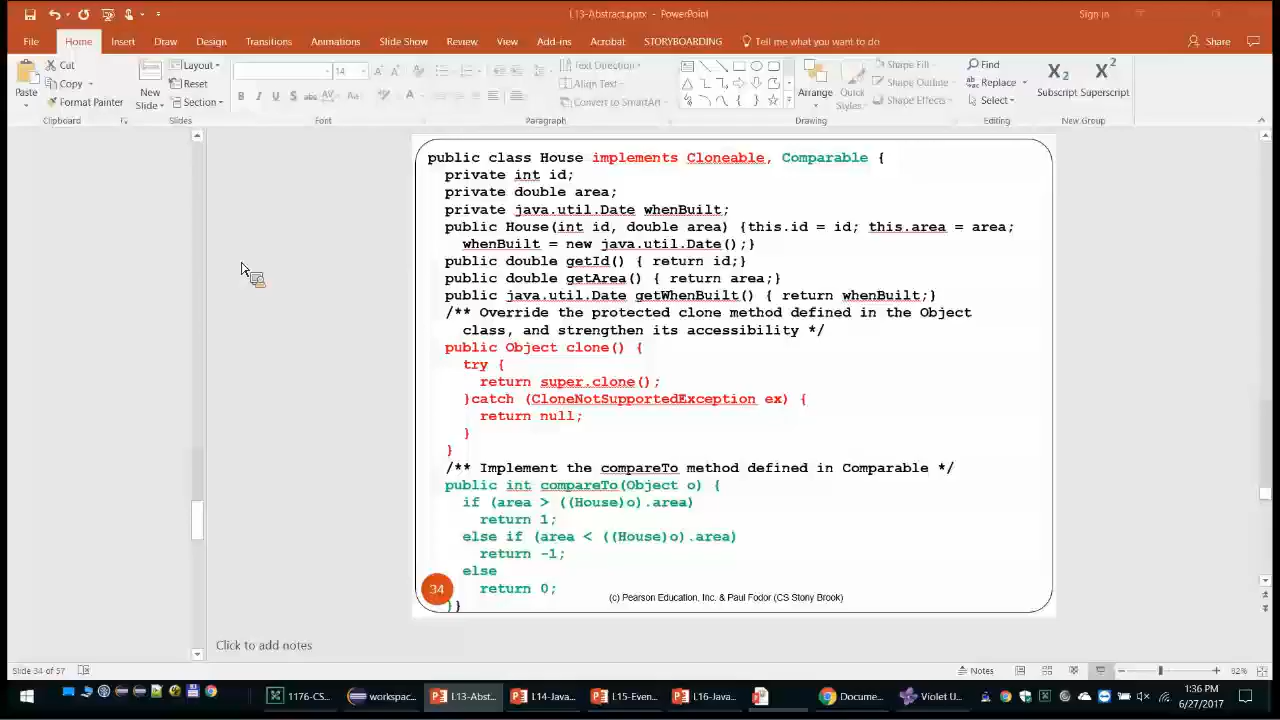 L13-Abstract.pptx - PowerPoint
Sign in
File Home Insert Draw Design Transitions Animations Slide Show Review View Add-ins Acrobat STORYBOARDING Tell me what you want to do Share
Paste
Cut
Copy
Format Painter
Clipboard
New
Slide
Layout
Reset
Section
Slides
14
Font
Text Direction
Align Text
Convert to SmartArt
Paragraph
Arrange
Quick
Styles
Shape Fill
Shape Outline
Shape Effects
Drawing
Find
Replace
Select
Editing
Subscript Superscript
New Group
public class House implements Cloneable, Comparable {
private int id;
private double area;
private java.util.Date whenBuilt;
public House(int id, double area) {this.id = id; this.area = area;
whenBuilt = new java.util.Date();}
public double getId() { return id;}
public double getArea() { return area;}
public java.util.Date getWhenBuilt() { return whenBuilt;}
/** Override the protected clone method defined in the Object
class, and strengthen its accessibility */
public Object clone() {
try {
return super.clone();
}catch (CloneNotSupportedException ex) {
return null;
}
}
/** Implement the compareTo method defined in Comparable */
public int compareTo(Object o) {
if (area > ((House)o).area)
return 1;
else if (area < ((House)o).area)
return -1;
else
return 0;
}}
34
(c) Pearson Education, Inc. & Paul Fodor (CS Stony Brook)
Click to add notes
Slide 34 of 57
Notes
82%
1176-CS... workspac... L13-Abst... L14-Java... L15-Even... L16-Java... Docume... Violet U...
1:36 PM
6/27/2017